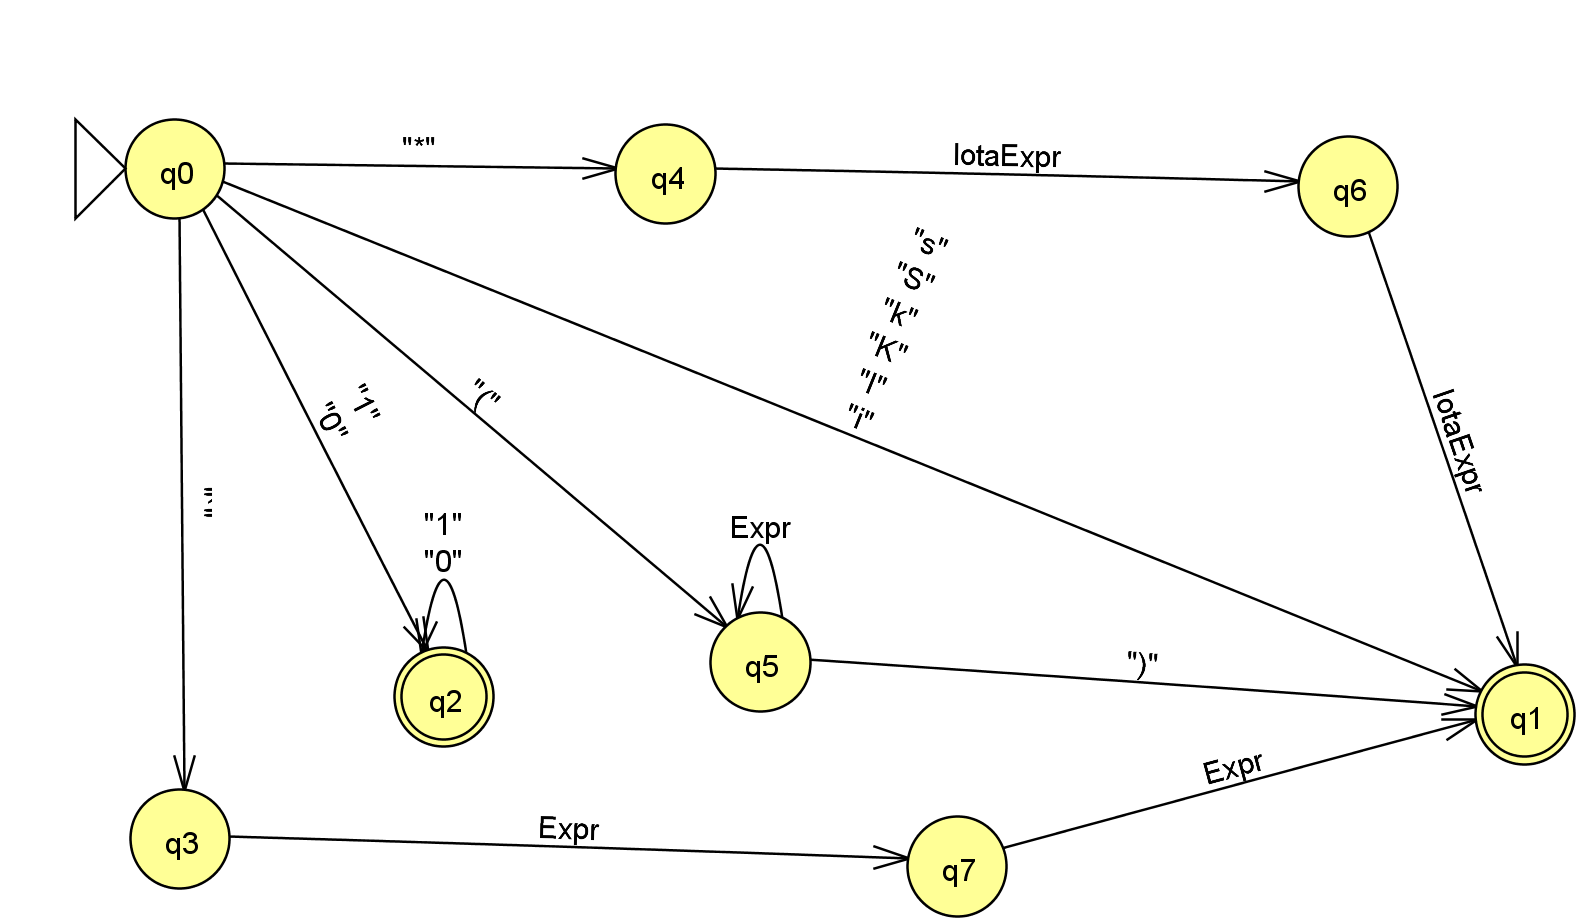 "*"
IotaExpr
q0
q4
q6
"s"
"S"
"k"
"K"
"I"
"i"
"("
"1"
"0"
IotaExpr
"`"
"1"
"0"
Expr
q5
")"
q2
q1
Expr
Expr
q3
q7